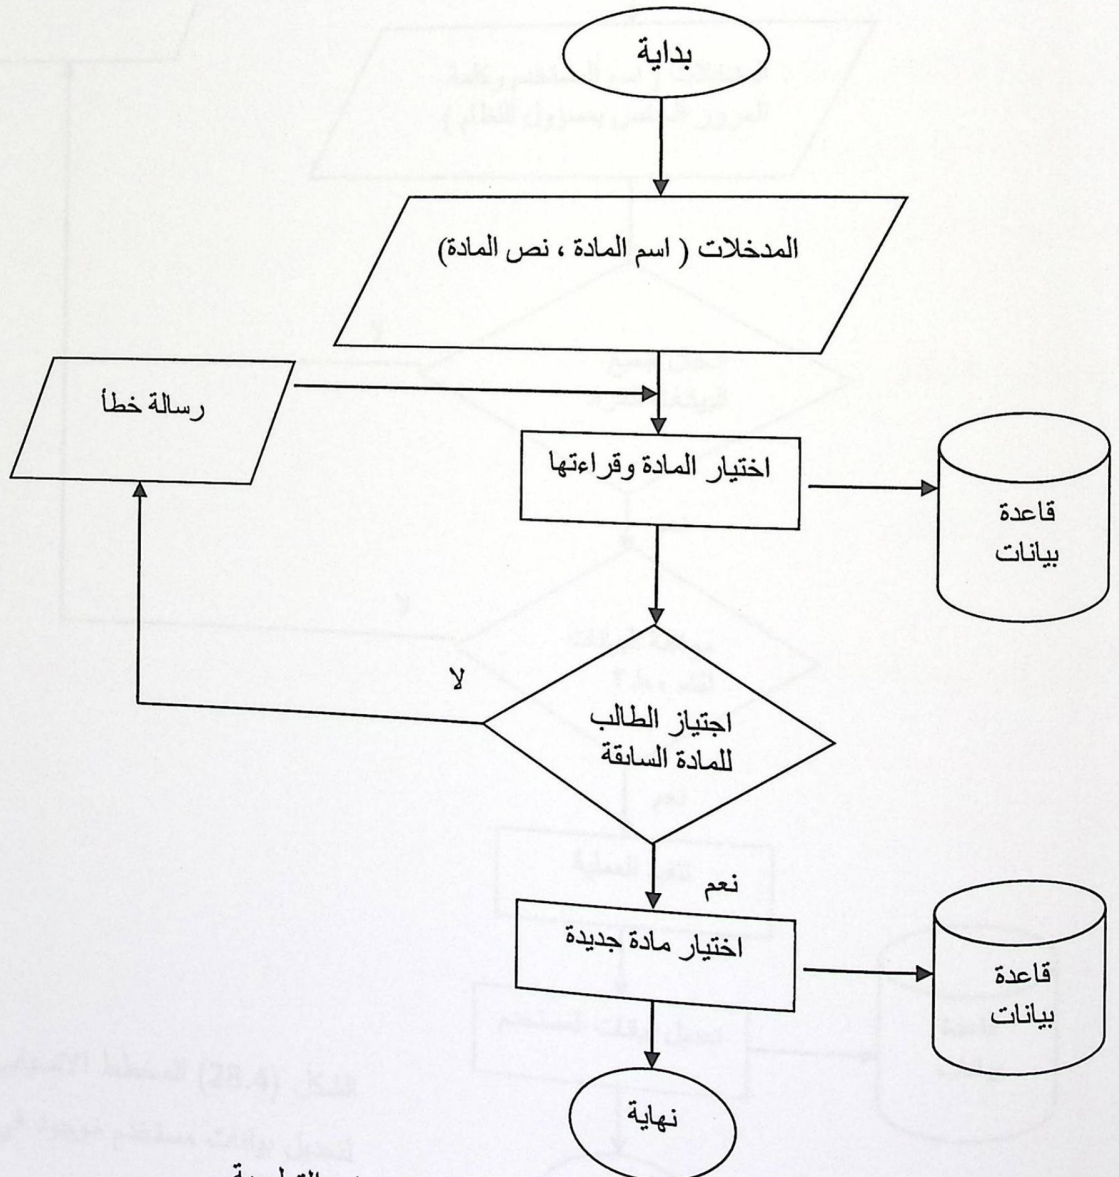 بداية
المدخلات ( اسم المادة ، نص المادة)
رسالة خطأ
اختيار المادة وقراءتها
قاعدة
بيانات
لا
اجتياز الطالب
للمادة السابقة
نعم
اختيار مادة جديدة
قاعدة
بيانات
نهاية